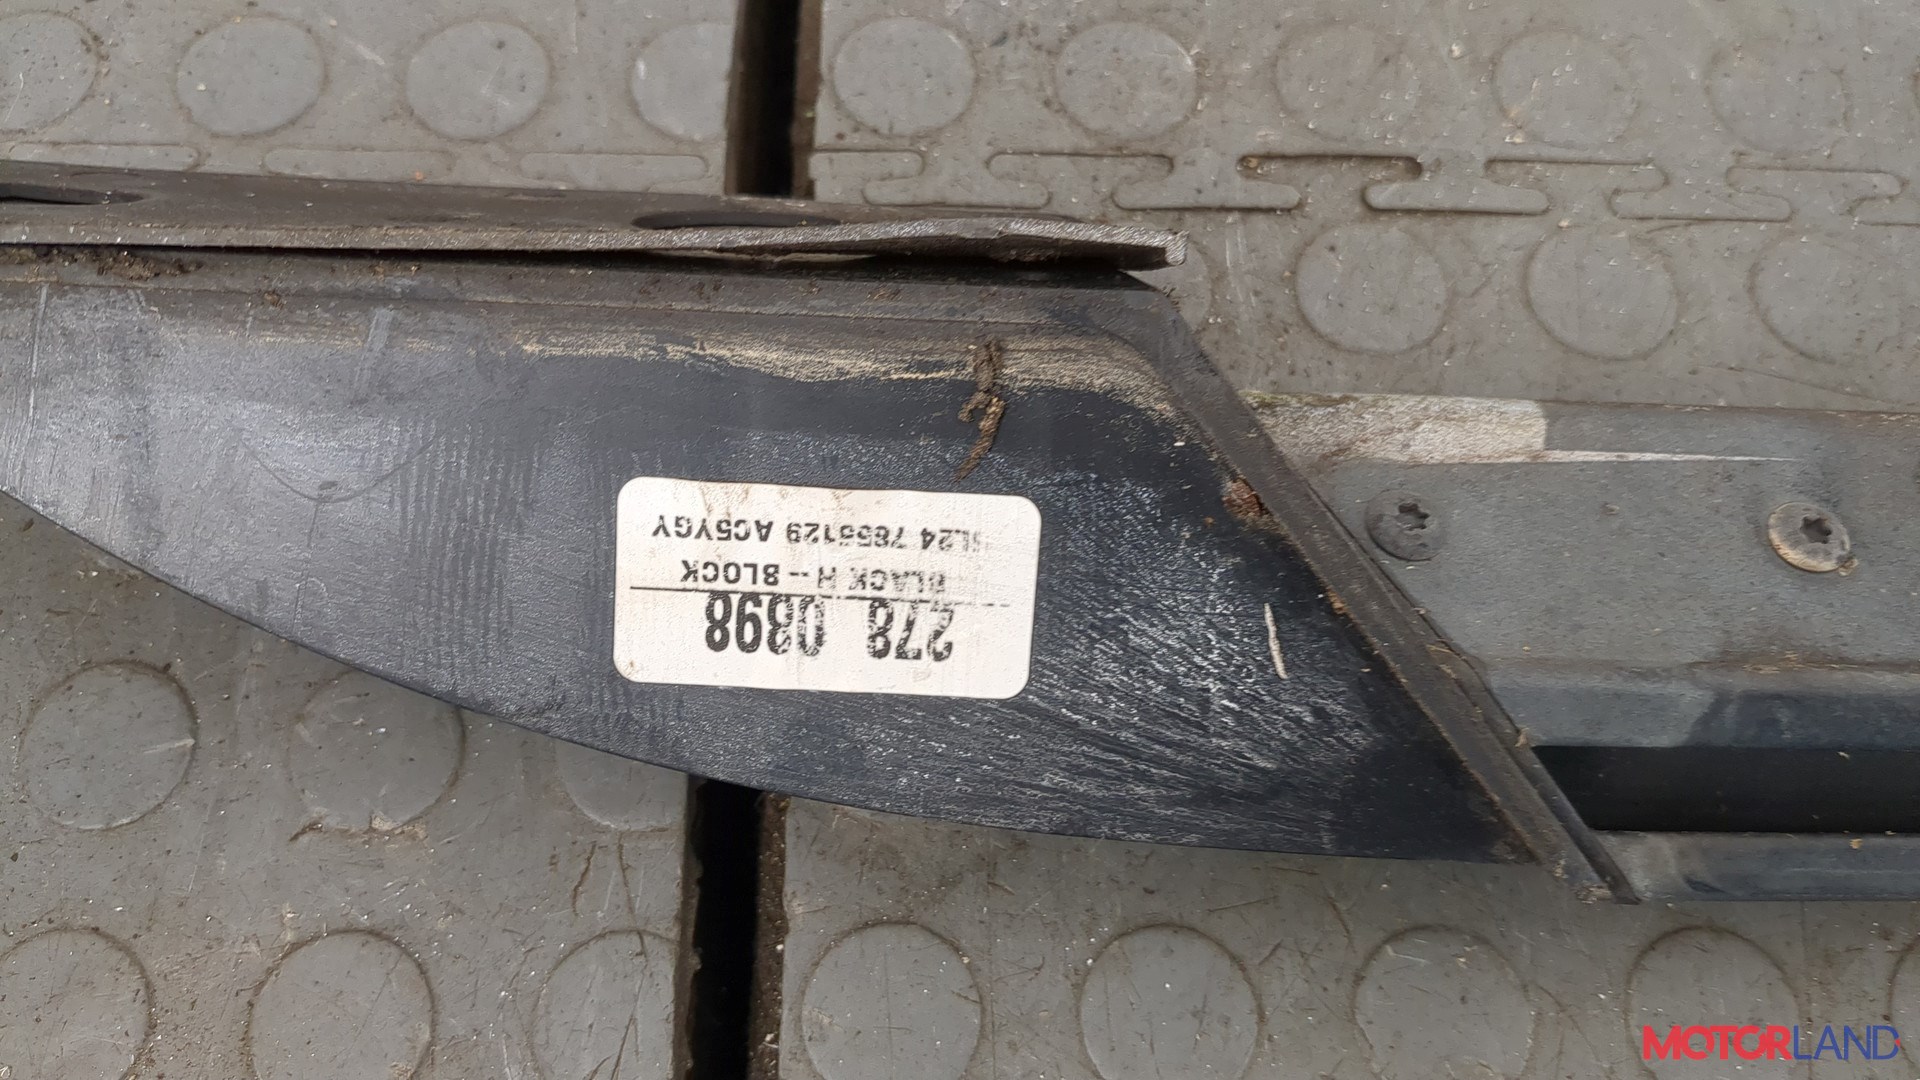 278 0898
BLACK H -- BLOCK
5L24 7855129 AC5YGY
MOTORLAND